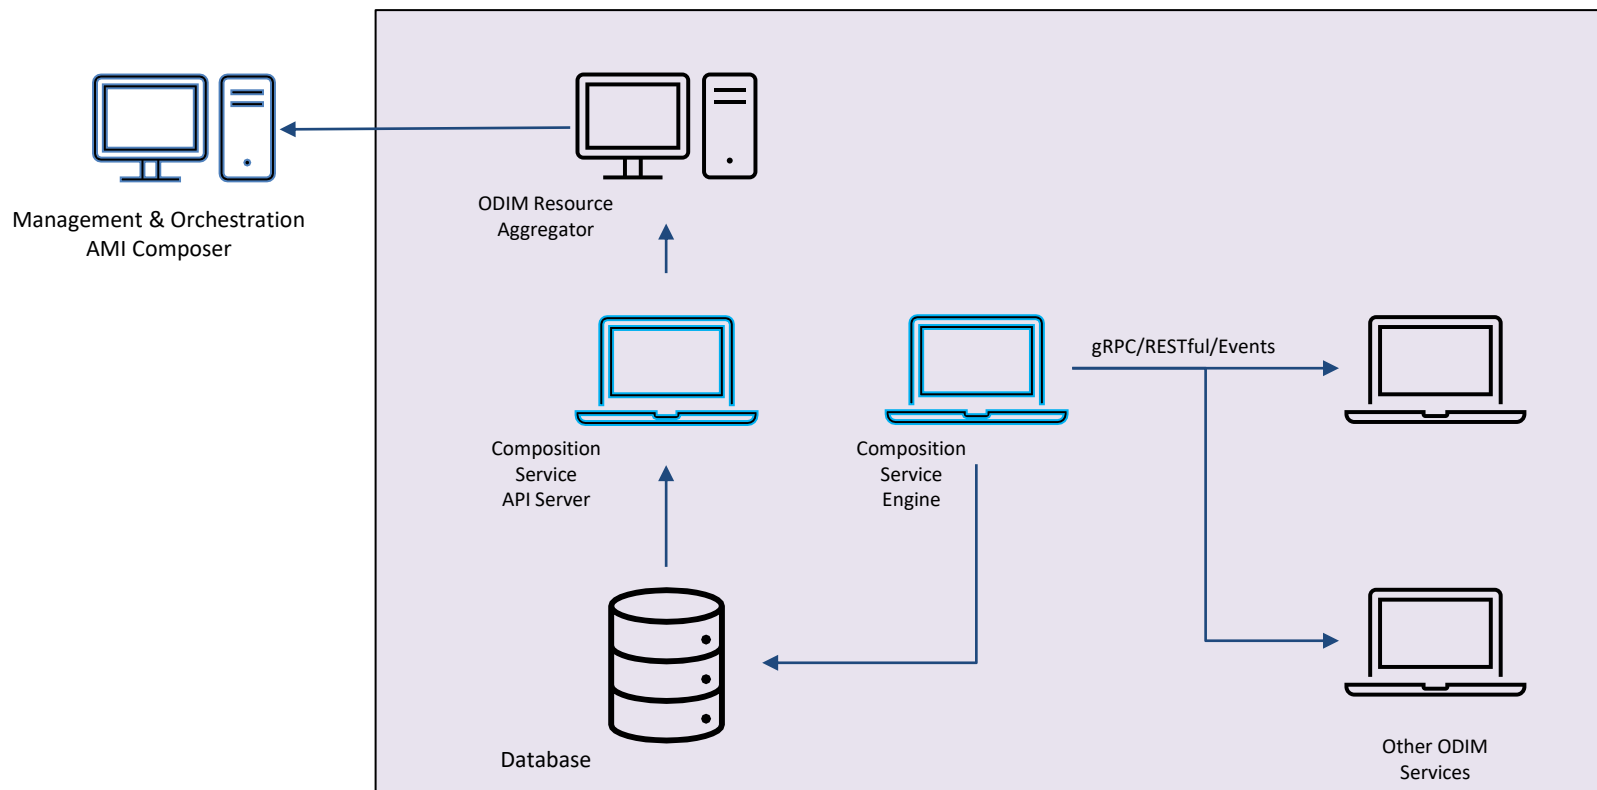 Management & Orchestration
AMI Composer
ODIM Resource
Aggregator
gRPC/RESTful/Events
Composition
Service
API Server
Composition
Service
Engine
Database
Other ODIM
Services